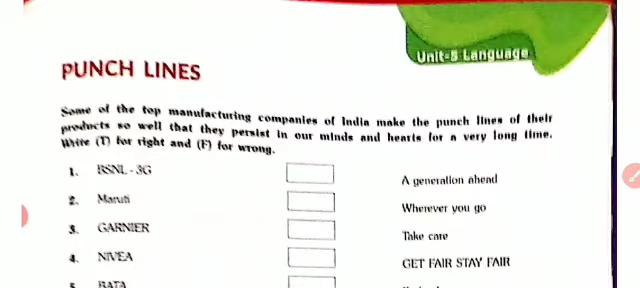 Unit-5 Language
PUNCH LINES
Some of the top manufacturing companies of India make the punch lines of their
products so well that they persist in our minds and hearts for a very long time.
Write (T) for right and (F) for wrong.
1. BSNL - 3G A generation ahead
2. Maruti Wherever you go
3. GARNIER Take care
4. NIVEA GET FAIR STAY FAIR
5. BATA